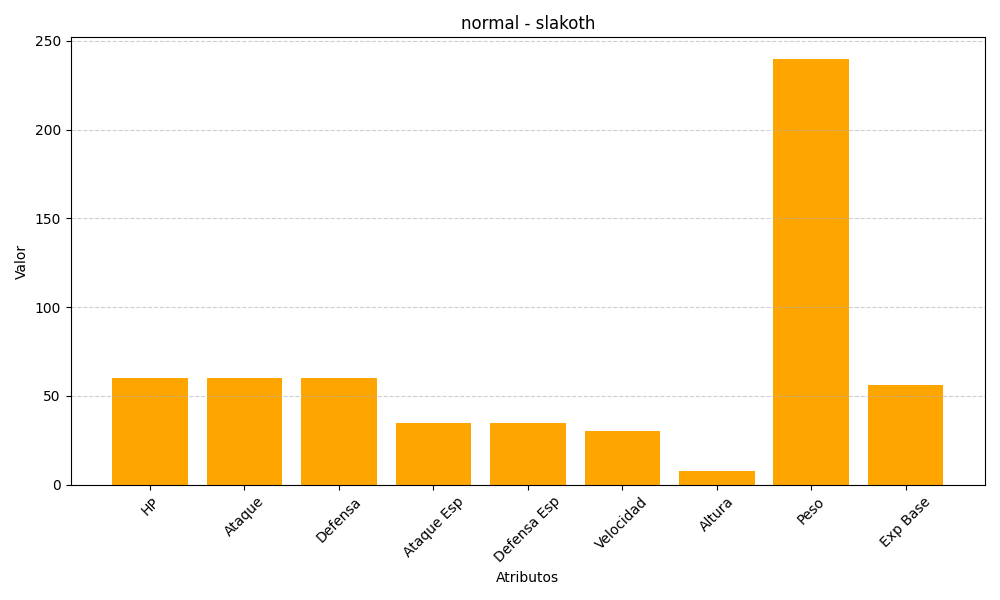 normal - slakoth
Valor
250
200
150
100
50
0
HP
Ataque
Defensa
Ataque Esp
Defensa Esp
Velocidad
Altura
Peso
Exp Base
Atributos